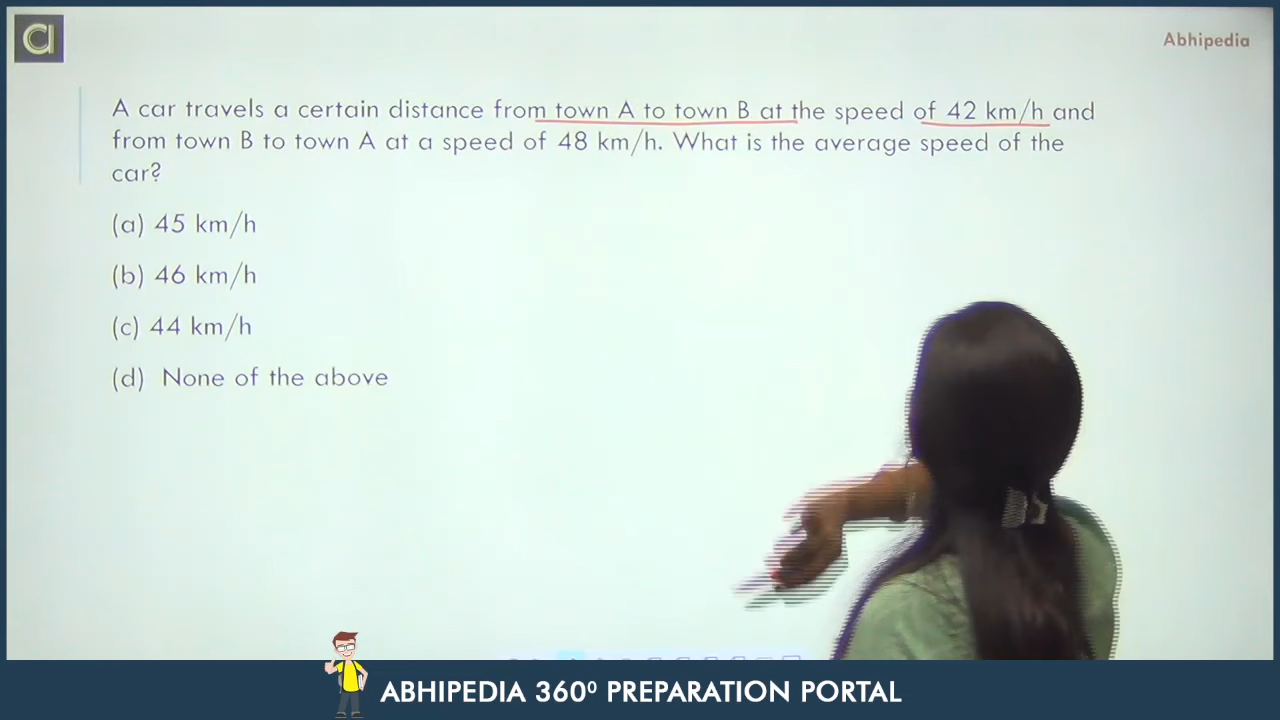 a
Abhipedia
A car travels a certain distance from town A to town B at the speed of 42 km/h and
from town B to town A at a speed of 48 km/h. What is the average speed of the
car?
(a) 45 km/h
(b) 46 km/h
(c) 44 km/h
(d) None of the above
ABHIPEDIA 360⁰ PREPARATION PORTAL